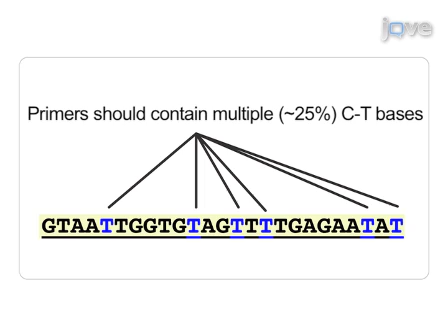 jove
Primers should contain multiple (~25%) C-T bases
GTAATTGGTGTAGTTTTGAGAATAT